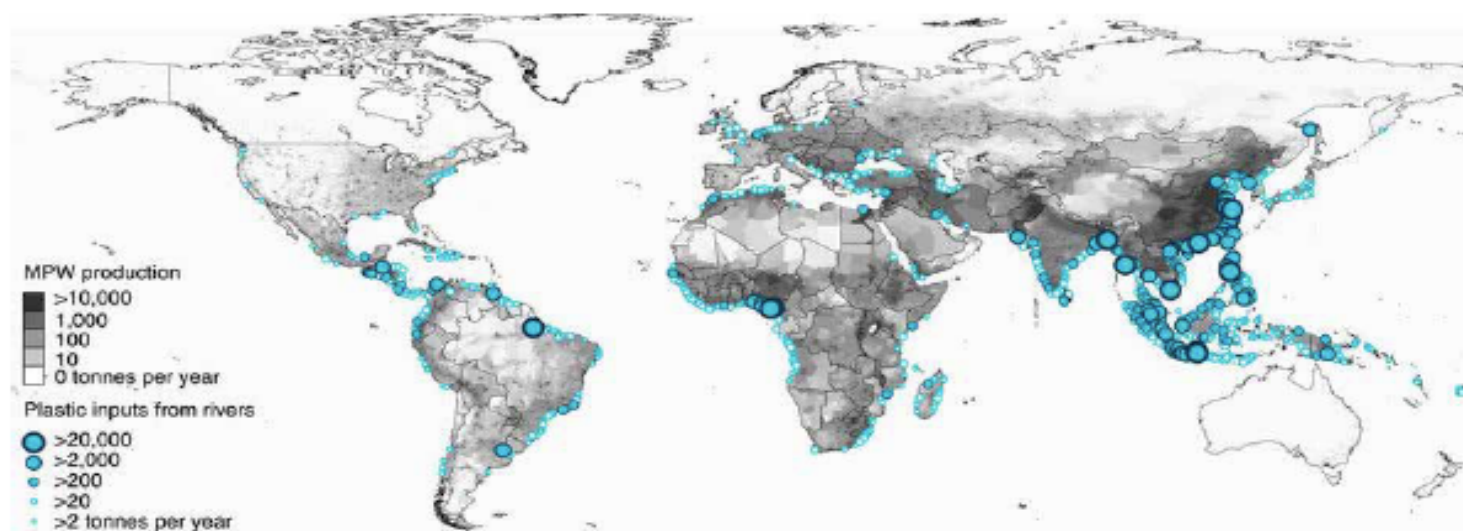 MPW production
>10,000
1,000
100
10
0 tonnes per year
Plastic inputs from rivers
>20,000
>2,000
>200
>20
>2 tonnes per year